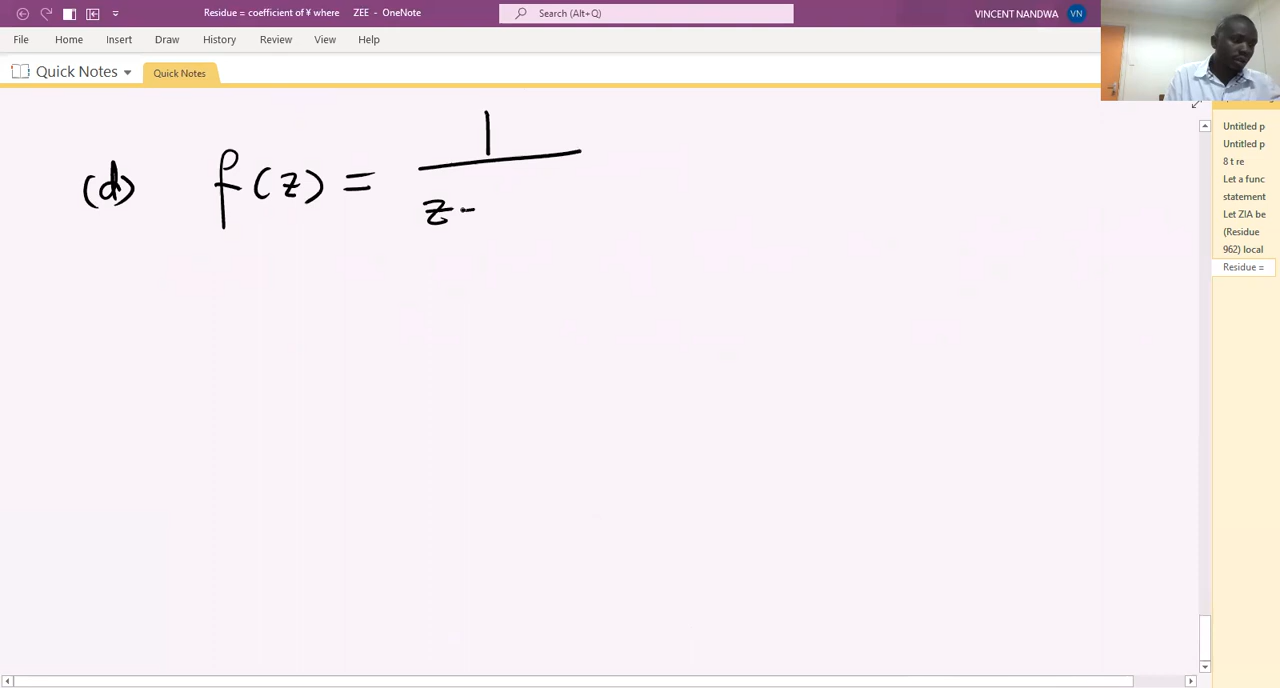 Residue = coefficient of ¥ where ZEE - OneNote
Search (Alt+Q)
VINCENT NANDWA VN
File Home Insert Draw History Review View Help
Quick Notes Quick Notes
Untitled p
Untitled p
8 t re
Let a func
statement
Let ZIA be
(Residue
962) local
Residue =
(d) f(z) = 1
z -